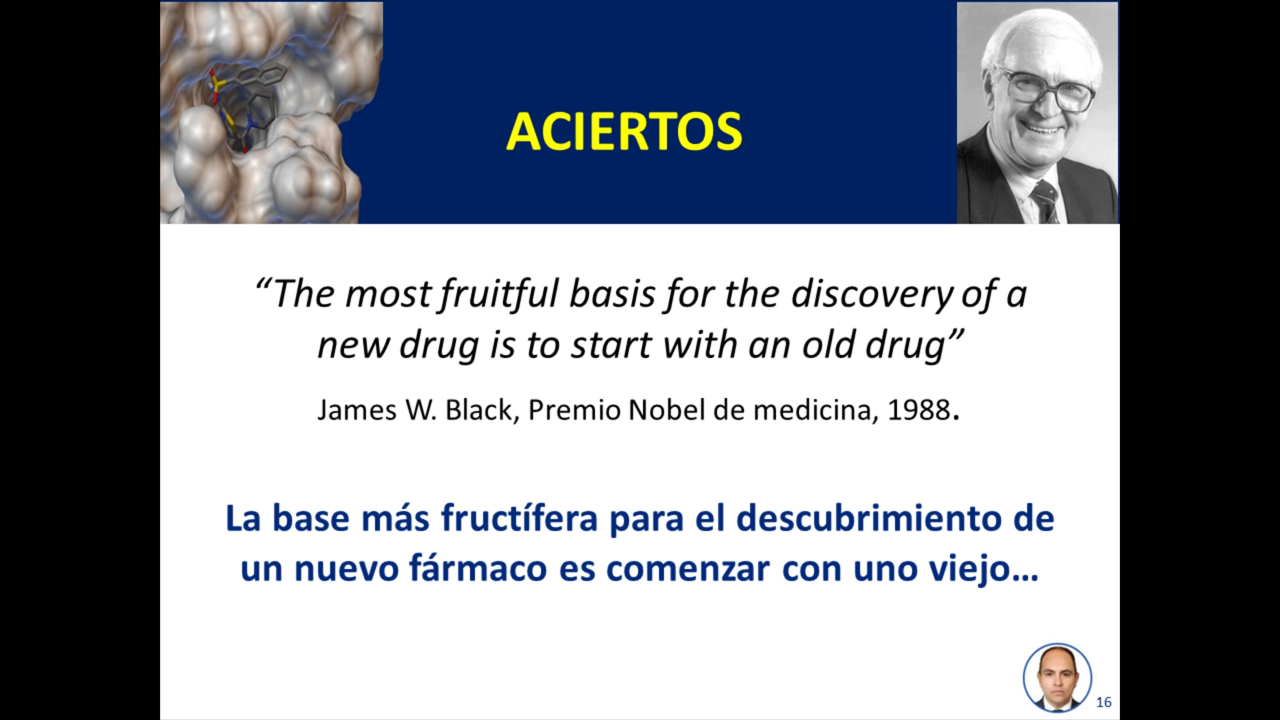 ACIERTOS
“The most fruitful basis for the discovery of a
new drug is to start with an old drug”
James W. Black, Premio Nobel de medicina, 1988.
La base más fructífera para el descubrimiento de
un nuevo fármaco es comenzar con uno viejo…
16